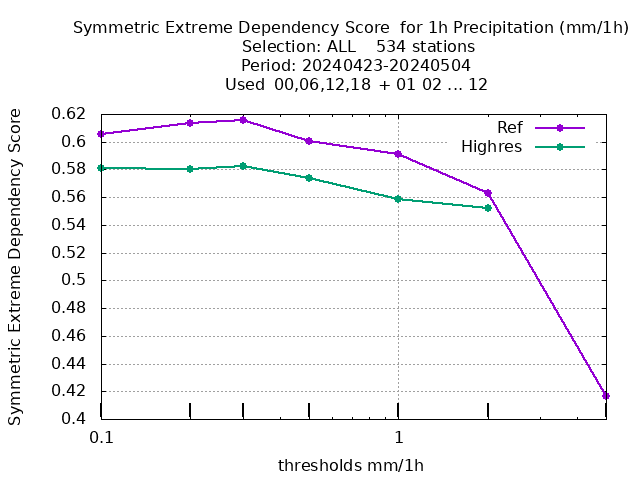 Symmetric Extreme Dependency Score  for 1h Precipitation (mm/1h)
Selection: ALL    534 stations
Period: 20240423-20240504
Used  00,06,12,18  + 01 02 ... 12
Symmetric Extreme Dependency Score
0.62
0.6
0.58
0.56
0.54
0.52
0.5
0.48
0.46
0.44
0.42
0.4
Ref
Highres
0.1
1
thresholds mm/1h